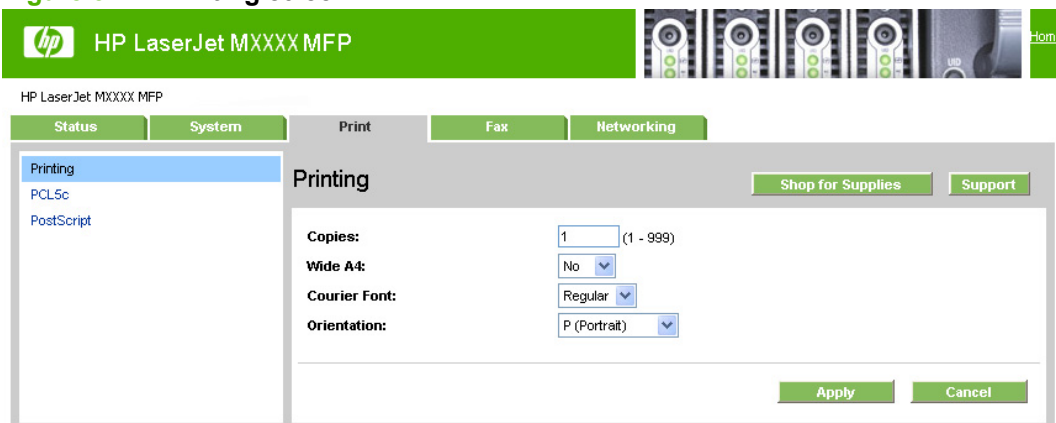 hp HP LaserJet MXXXX MFP
Hom
HP LaserJet MXXXX MFP
Status System Print Fax Networking
Printing
PCL5c
PostScript
Printing
Shop for Supplies Support
Copies: 1 (1 - 999)
Wide A4: No
Courier Font: Regular
Orientation: P (Portrait)
Apply Cancel